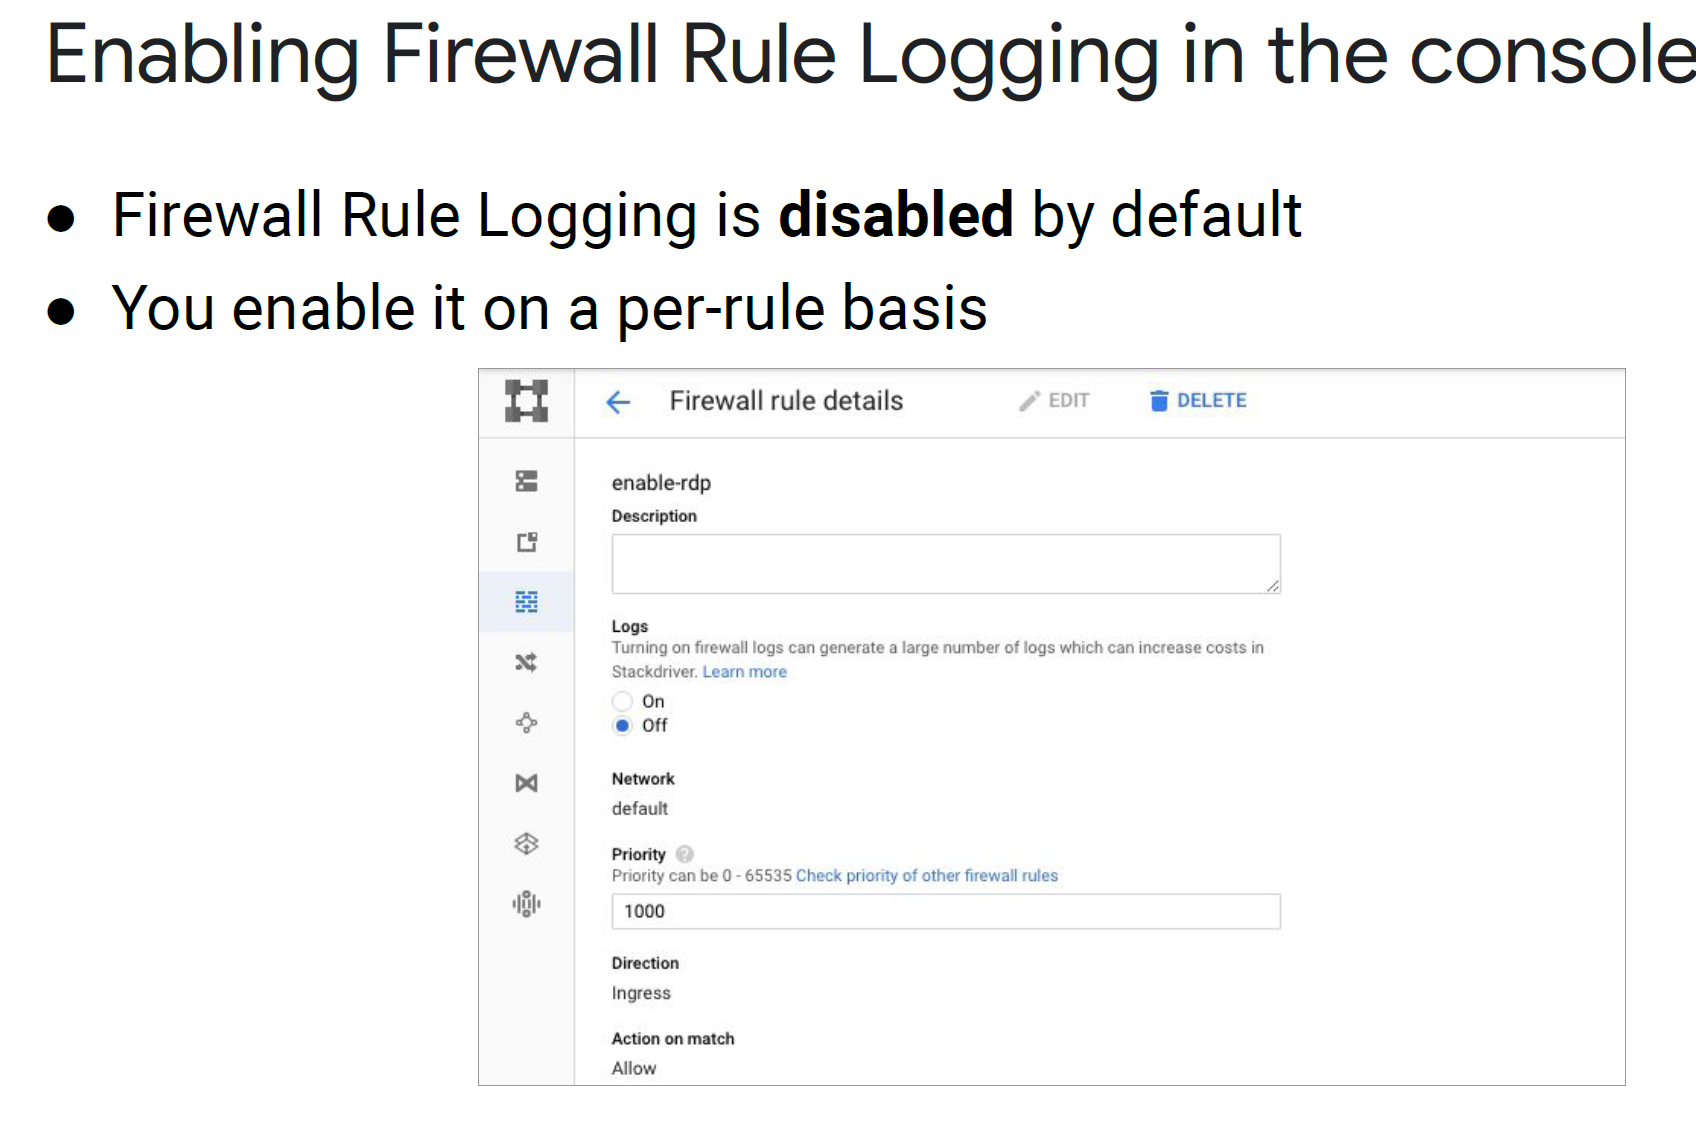 Enabling Firewall Rule Logging in the console
● Firewall Rule Logging is disabled by default
● You enable it on a per-rule basis
Firewall rule details EDIT DELETE
enable-rdp
Description
Logs
Turning on firewall logs can generate a large number of logs which can increase costs in
Stackdriver. Learn more
On
Off
Network
default
Priority ?
Priority can be 0 - 65535 Check priority of other firewall rules
1000
Direction
Ingress
Action on match
Allow